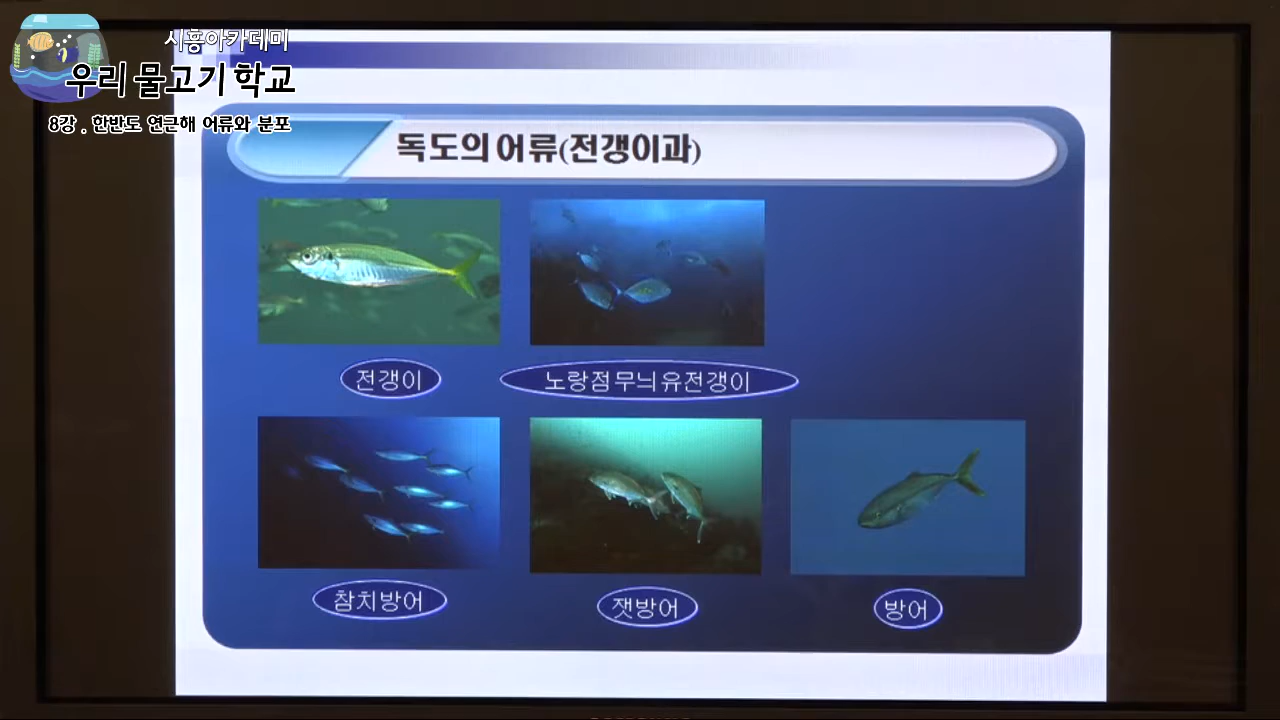 시흥아카데미
우리 물고기 학교
8강 . 한반도 연근해 어류와 분포
독도의 어류(전갱이과)
전갱이
노랑점무늬유전갱이
참치방어
잿방어
방어